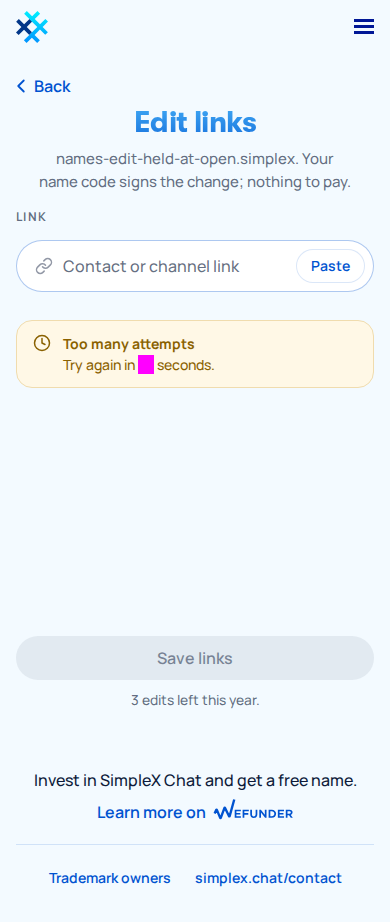 Back
Edit links
names-edit-held-at-open.simplex. Your
name code signs the change; nothing to pay.
LINK
Contact or channel link
Paste
Too many attempts
Try again in seconds.
Save links
3 edits left this year.
Invest in SimpleX Chat and get a free name.
Learn more on WEFUNDER
Trademark owners simplex.chat/contact